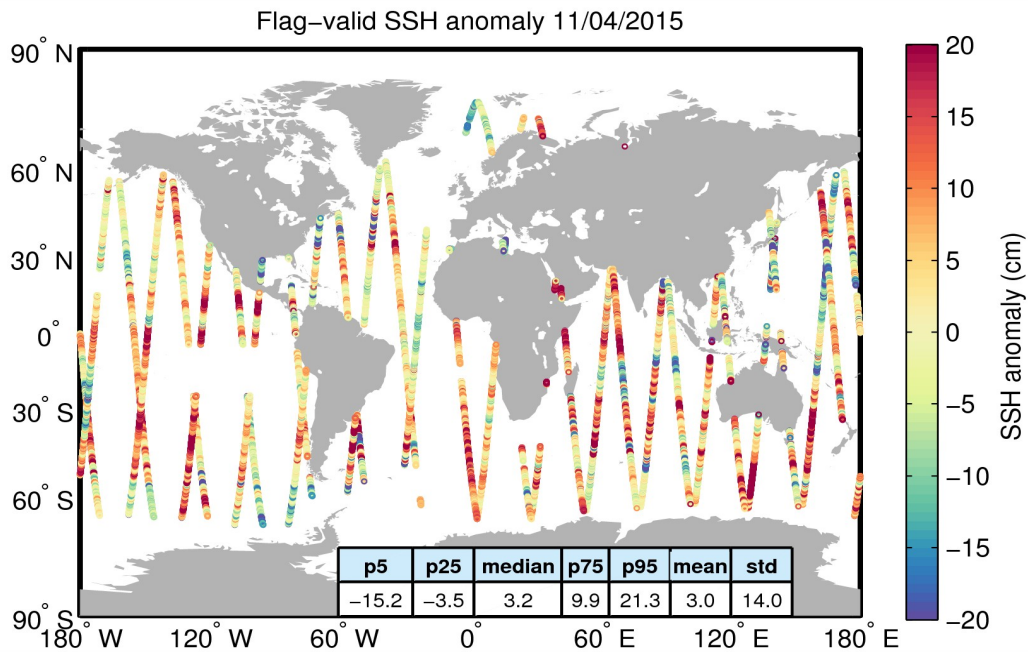 Flag−valid SSH anomaly 11/04/2015
90° N
60° N
30° N
0°
30° S
60° S
90° S
180° W 120° W 60° W 0° 60° E 120° E 180° E
p5 p25 median p75 p95 mean std
−15.2 −3.5 3.2 9.9 21.3 3.0 14.0
20
15
10
5
0
−5
−10
−15
−20
SSH anomaly (cm)